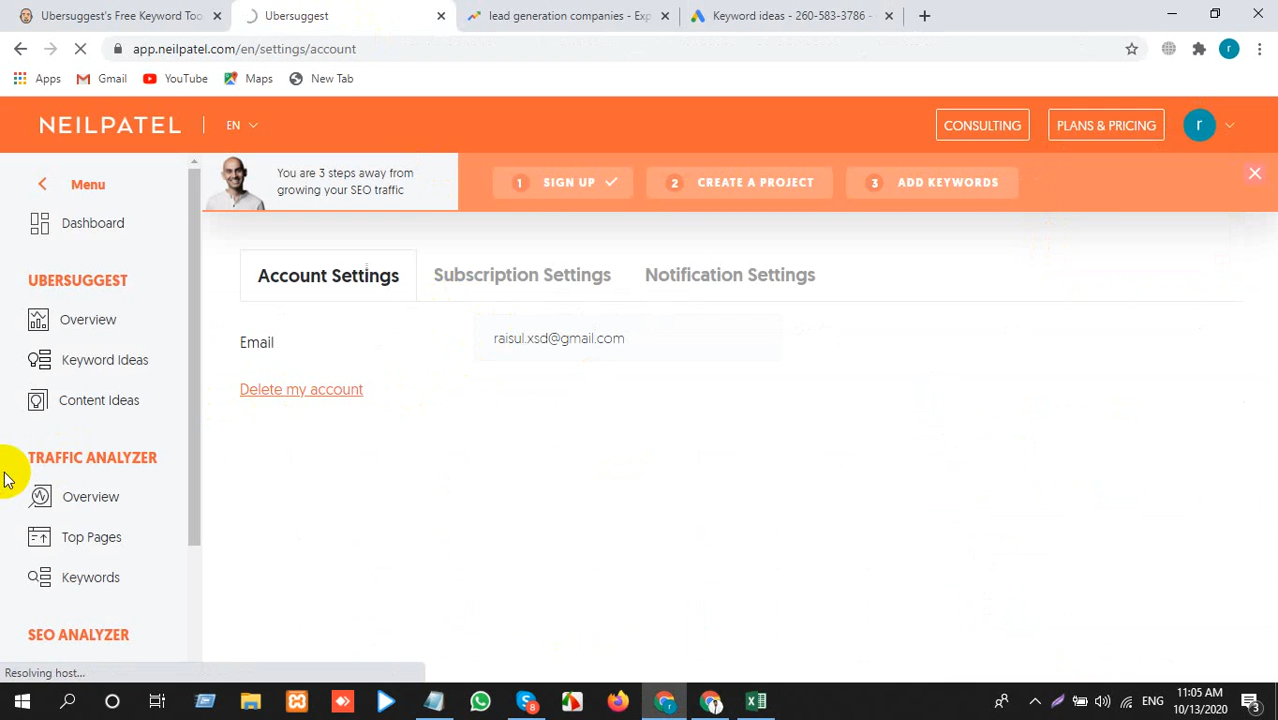 Ubersuggest's Free Keyword Too
Ubersuggest
lead generation companies - Exp
Keyword ideas - 260-583-3786 -
app.neilpatel.com/en/settings/account
r
Apps
Gmail
YouTube
Maps
New Tab
NEILPATEL
EN
CONSULTING
PLANS & PRICING
r
Menu
You are 3 steps away from
growing your SEO traffic
1 SIGN UP
2 CREATE A PROJECT
3 ADD KEYWORDS
Dashboard
UBERSUGGEST
Overview
Keyword Ideas
Content Ideas
TRAFFIC ANALYZER
Overview
Top Pages
Keywords
SEO ANALYZER
Account Settings
Subscription Settings
Notification Settings
Email
raisul.xsd@gmail.com
Delete my account
Resolving host...
8
ENG
11:05 AM
10/13/2020
3